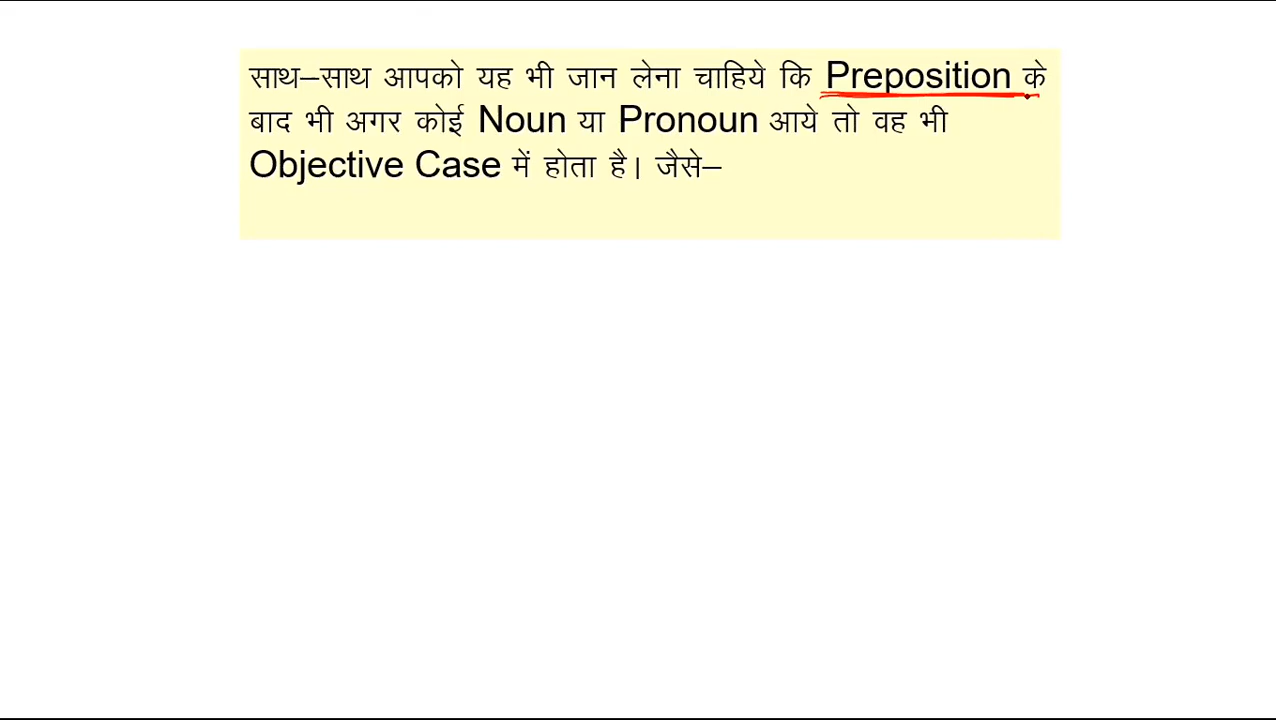 साथ–साथ आपको यह भी जान लेना चाहिये कि Preposition के
बाद भी अगर कोई Noun या Pronoun आये तो वह भी
Objective Case में होता है। जैसे–